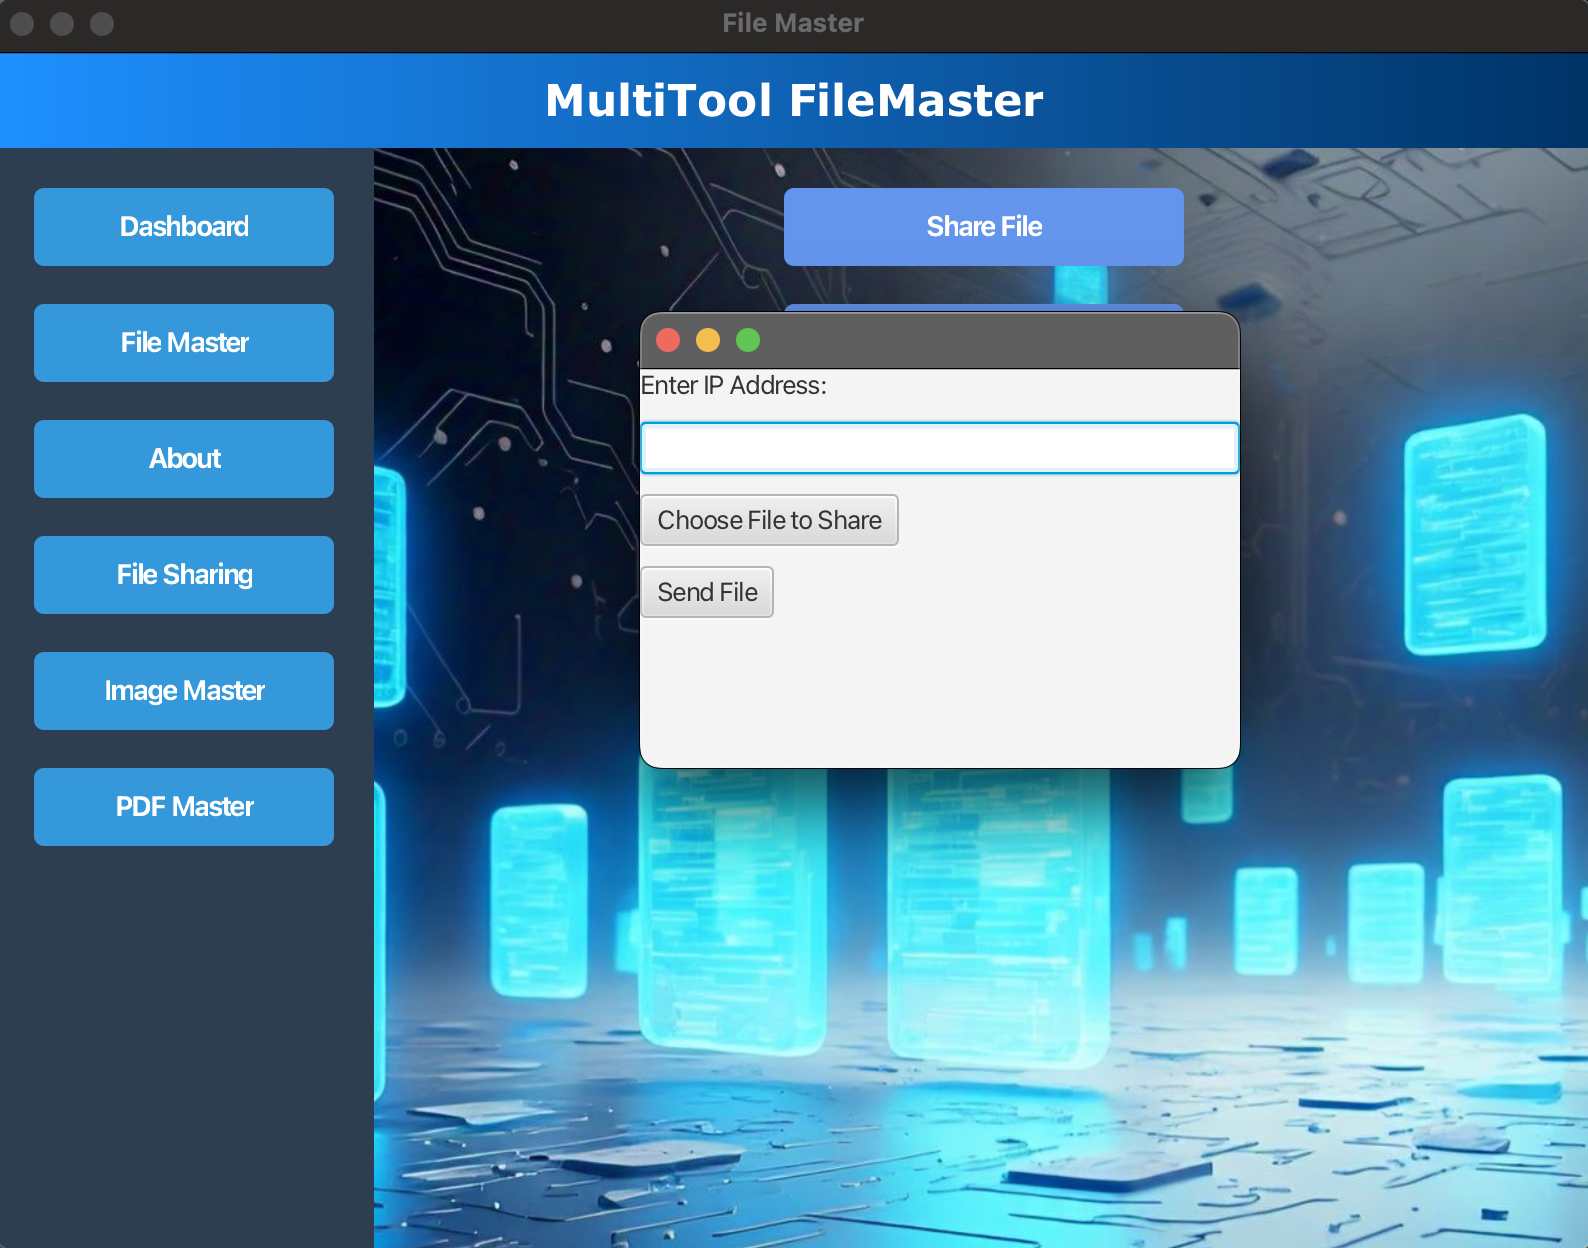 File Master
MultiTool FileMaster
Dashboard
File Master
About
File Sharing
Image Master
PDF Master
Share File
Enter IP Address:
Choose File to Share
Send File